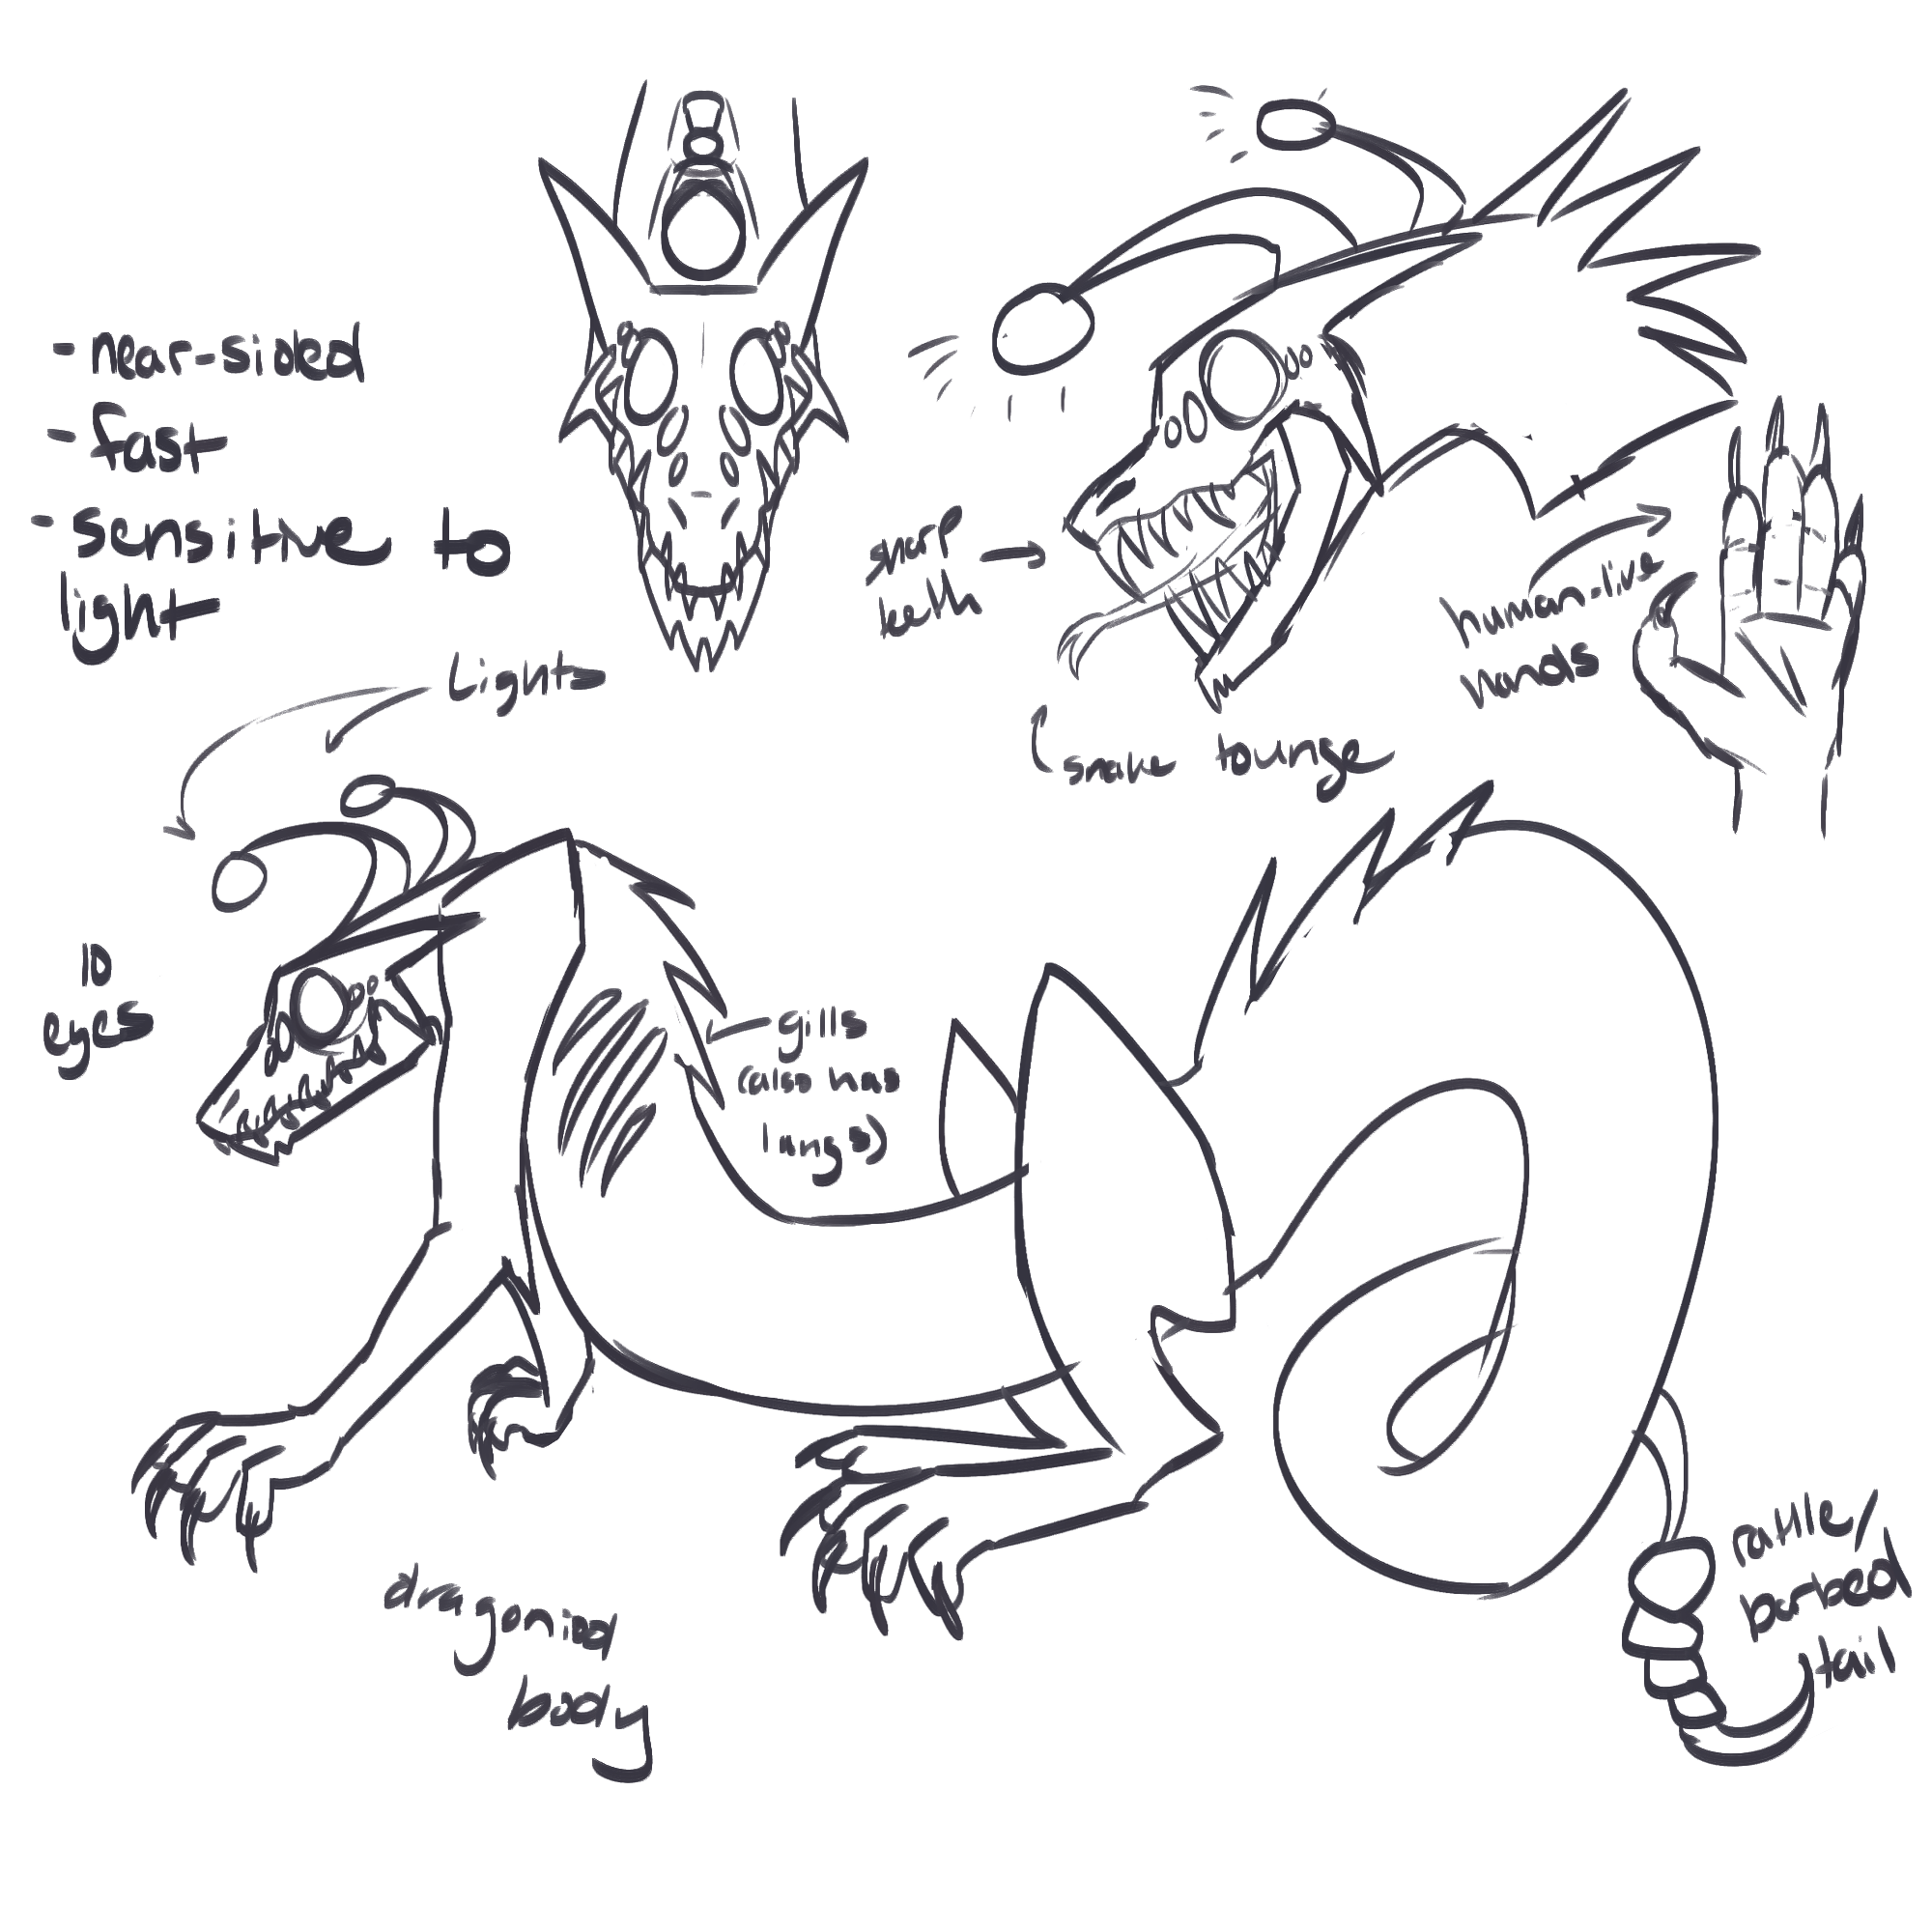 - near-sided
- fast
- sensitive to
light
Lights
sharp
teeth
human-like
hands
snake tounge
10
eyes
gills
(also has
lungs)
dragonied
body
rattle/
barbed
tail